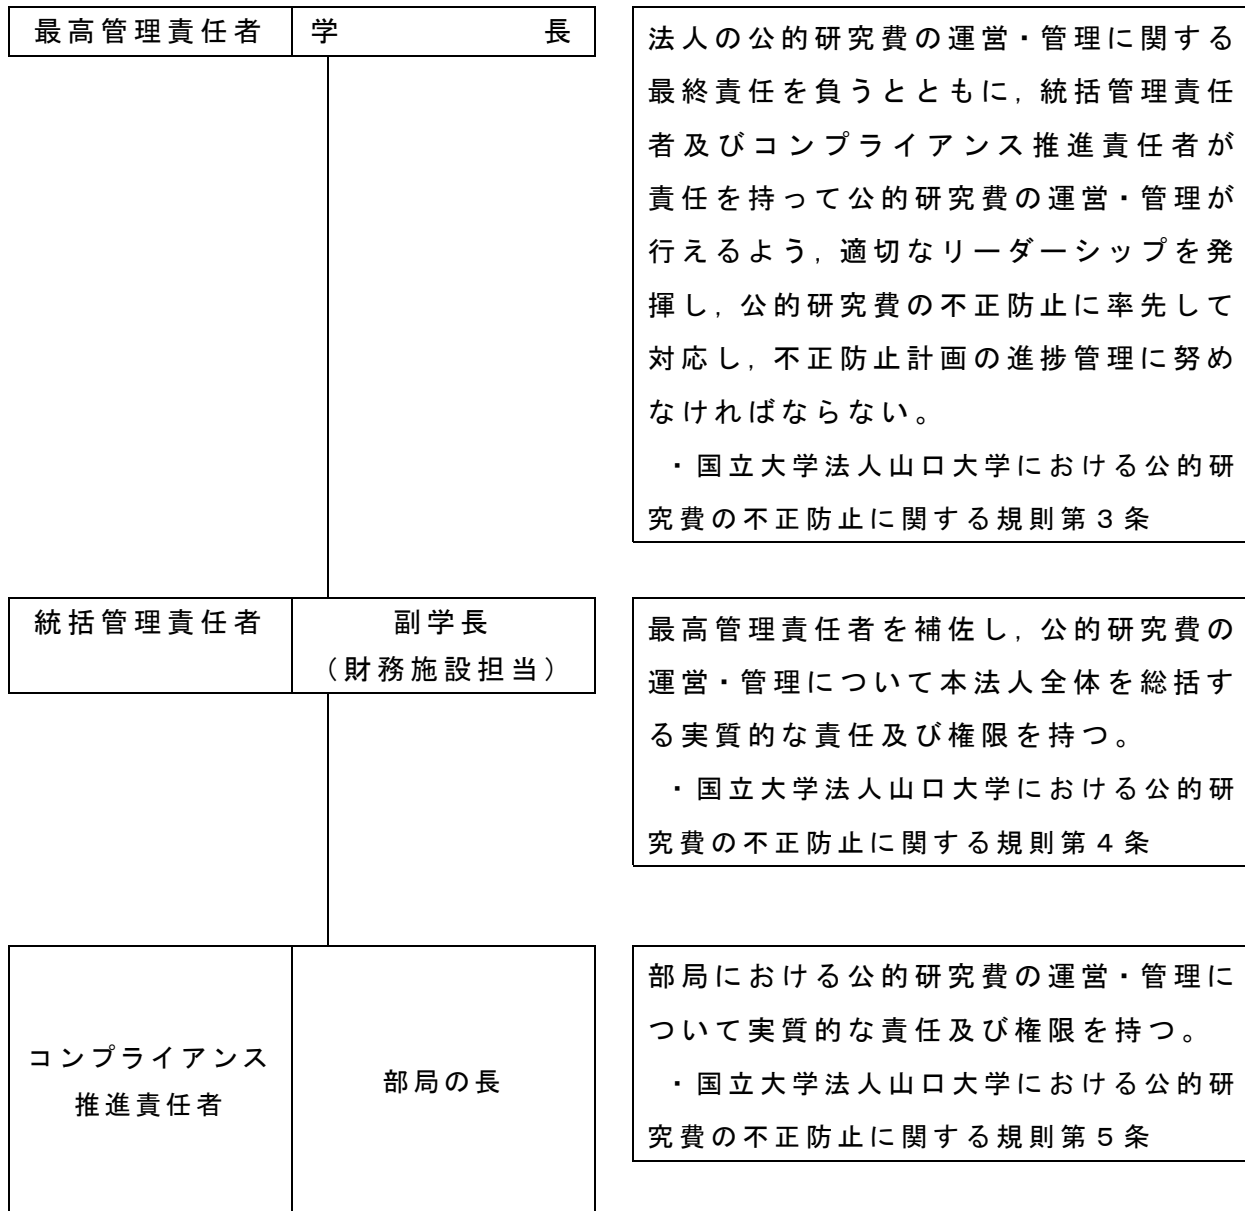 最高管理責任者 学 長
法人の公的研究費の運営・管理に関する
最終責任を負うとともに,統括管理責任
者及びコンプライアンス推進責任者が
責任を持って公的研究費の運営・管理が
行えるよう,適切なリーダーシップを発
揮し,公的研究費の不正防止に率先して
対応し,不正防止計画の進捗管理に努め
なければならない。
・国立大学法人山口大学における公的研
究費の不正防止に関する規則第3条
統括管理責任者
副学長
(財務施設担当)
最高管理責任者を補佐し,公的研究費の
運営・管理について本法人全体を総括す
る実質的な責任及び権限を持つ。
・国立大学法人山口大学における公的研
究費の不正防止に関する規則第4条
コンプライアンス
推進責任者
部局の長
部局における公的研究費の運営・管理に
ついて実質的な責任及び権限を持つ。
・国立大学法人山口大学における公的研
究費の不正防止に関する規則第5条